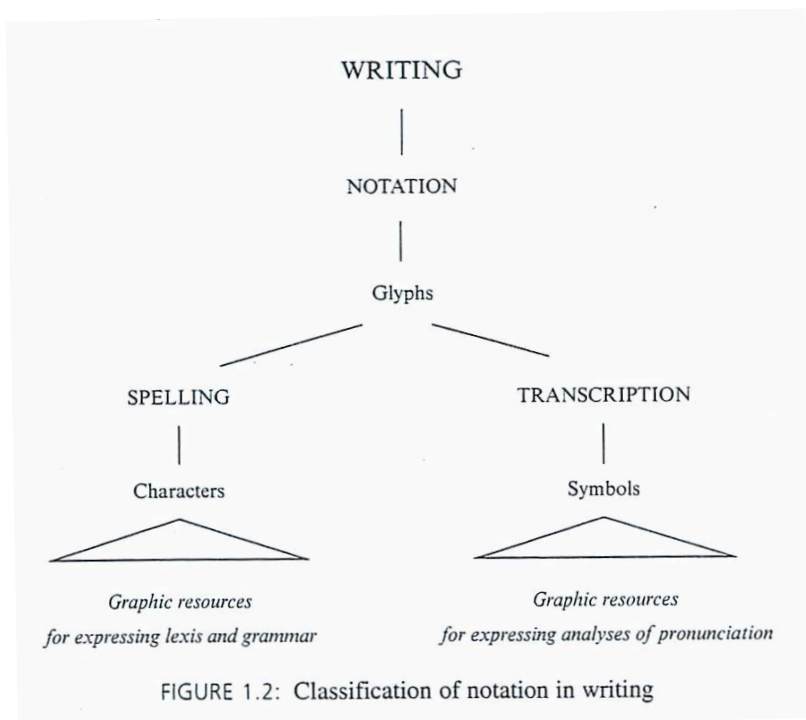 WRITING
NOTATION
Glyphs
SPELLING
TRANSCRIPTION
Characters
Symbols
Graphic resources
for expressing lexis and grammar
Graphic resources
for expressing analyses of pronunciation
FIGURE 1.2: Classification of notation in writing